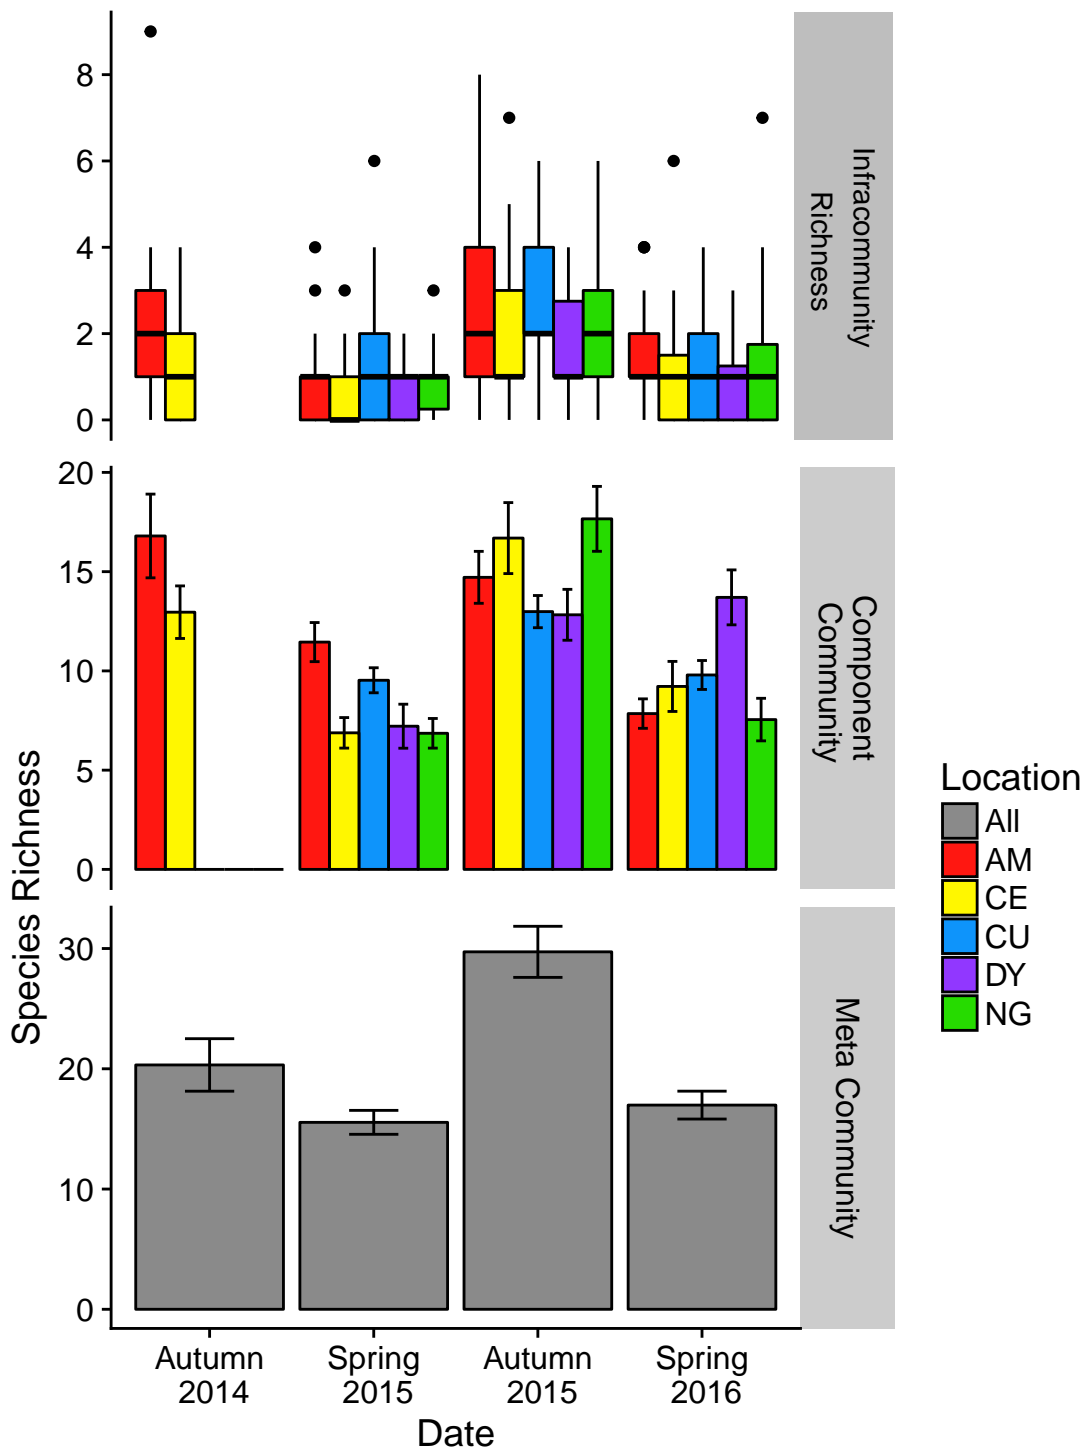 8
6
4
2
0
Infracommunity
Richness
20
15
10
5
0
Component
Community
30
20
10
0
Meta Community
Species Richness
Autumn
2014
Spring
2015
Autumn
2015
Spring
2016
Date
Location
All
AM
CE
CU
DY
NG